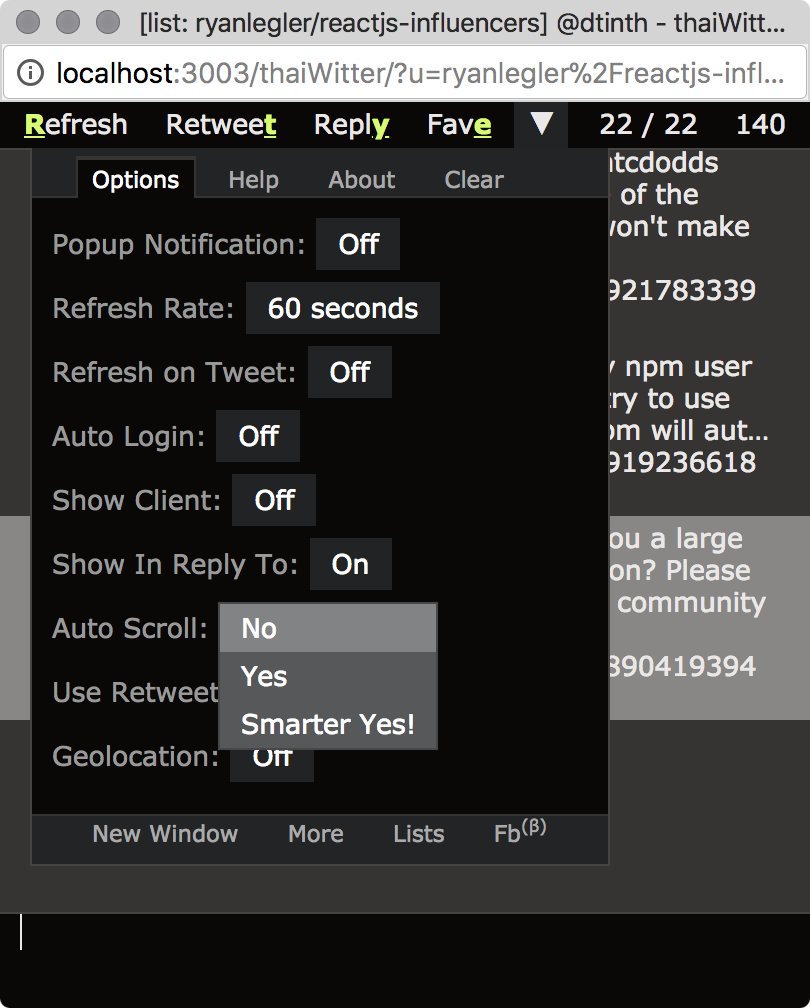 [list: ryanlegler/reactjs-influencers] @dtinth - thaiWitt...
localhost:3003/thaiWitter/?u=ryanlegler%2Freactjs-infl...
Refresh Retweet Reply Fave ▼ 22 / 22 140
Options Help About Clear
Popup Notification: Off
Refresh Rate: 60 seconds
Refresh on Tweet: Off
Auto Login: Off
Show Client: Off
Show In Reply To: On
Auto Scroll: No
Yes
Use Retweet
Smarter Yes!
Geolocation: Off
New Window More Lists Fb(β)
of the
won't make
921783339
npm user
try to use
will aut...
919236618
you a large
on? Please
community
890419394